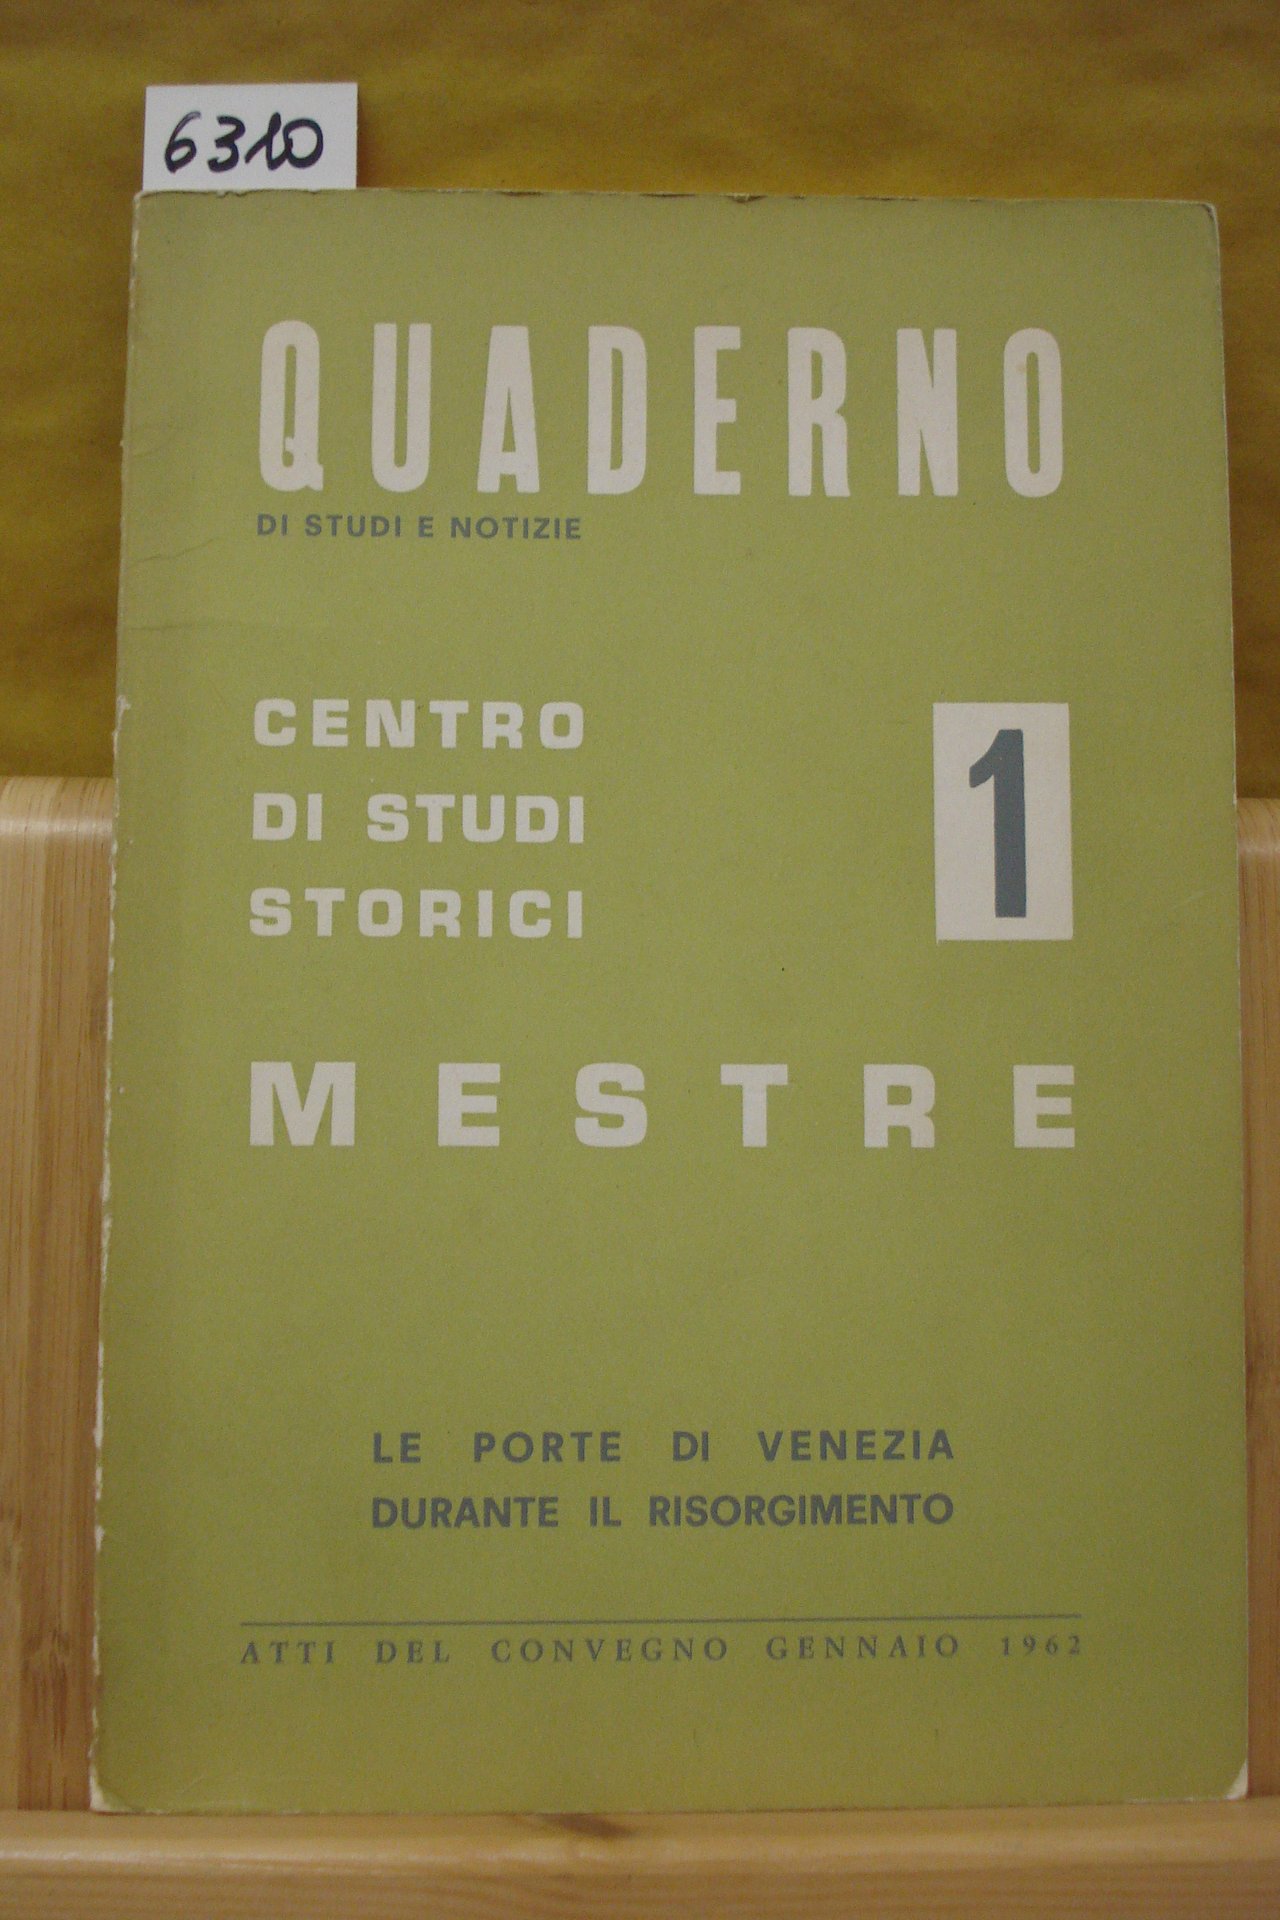 6310
QUADERNO
DI STUDI E NOTIZIE
CENTRO
DI STUDI
STORICI
1
MESTRE
LE PORTE DI VENEZIA
DURANTE IL RISORGIMENTO
ATTI DEL CONVEGNO GENNAIO 1962